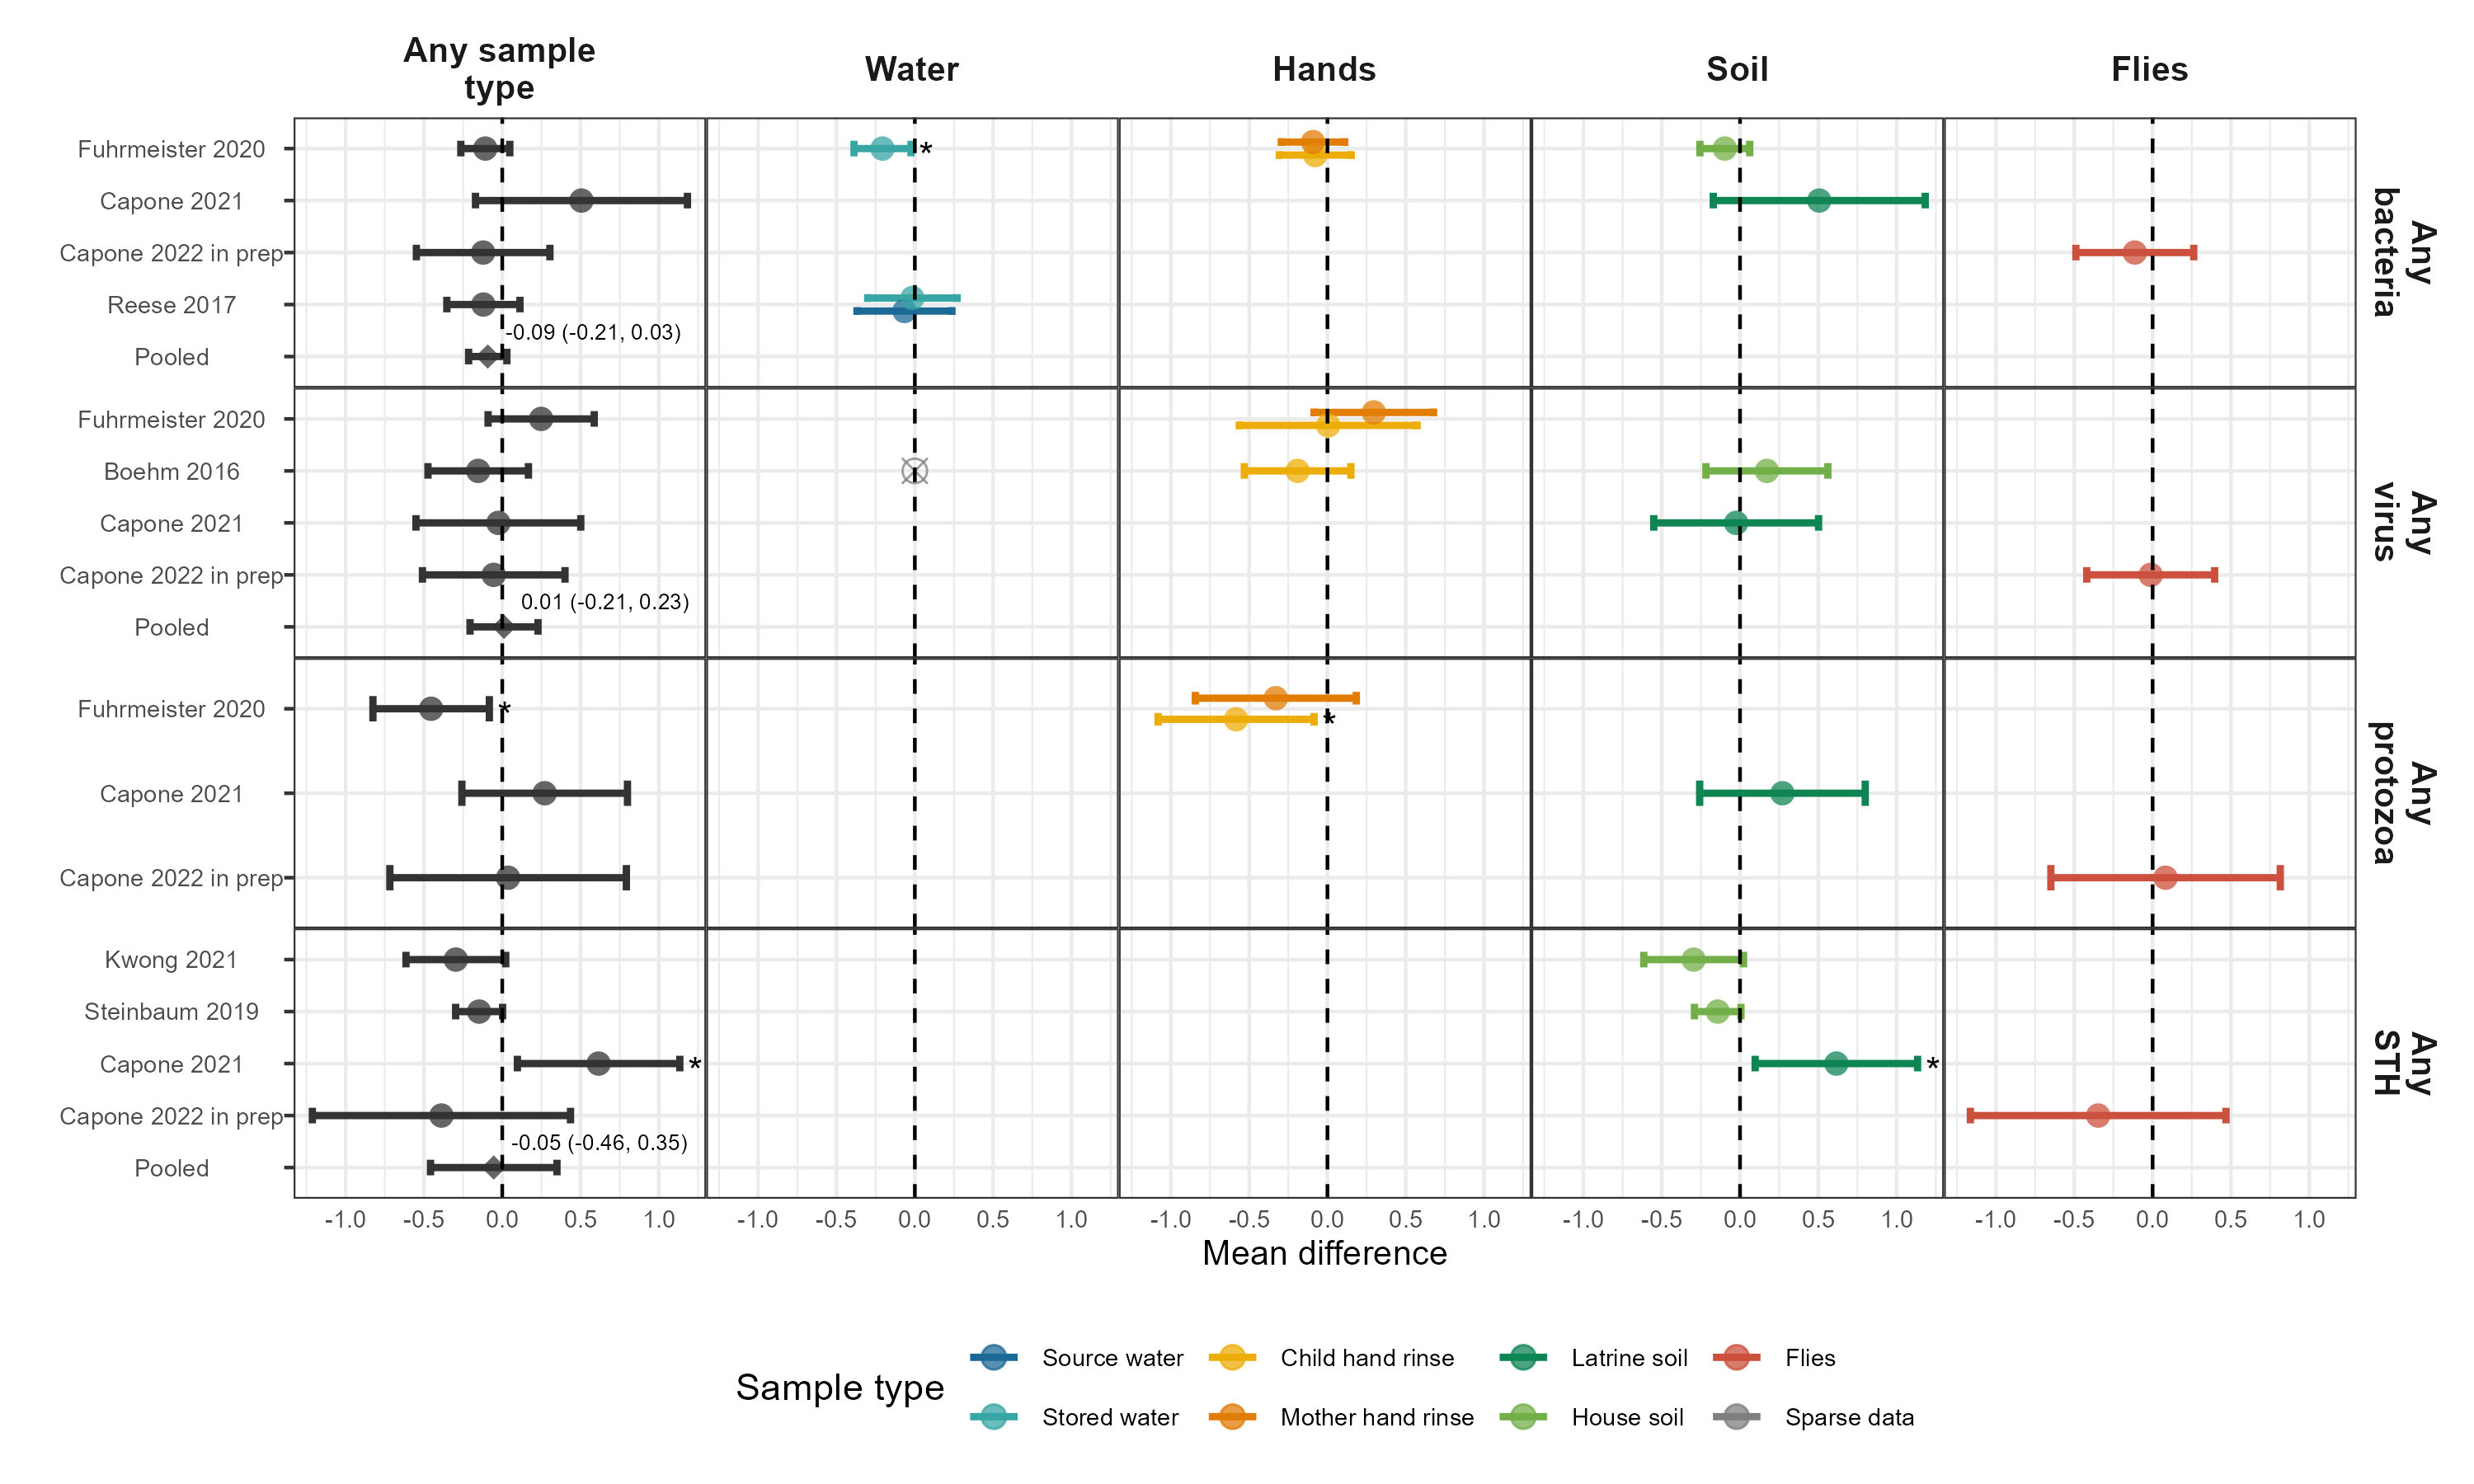 Any sample
type
Water
Hands
Soil
Flies
Fuhrmeister 2020
*
Capone 2021
Capone 2022 in prep
Reese 2017
-0.09 (-0.21, 0.03)
Pooled
Any
bacteria
Fuhrmeister 2020
Boehm 2016
Capone 2021
Capone 2022 in prep
0.01 (-0.21, 0.23)
Pooled
Any
virus
Fuhrmeister 2020
*
*
Capone 2021
Capone 2022 in prep
Any
protozoa
Kwong 2021
Steinbaum 2019
Capone 2021
*
*
Capone 2022 in prep
-0.05 (-0.46, 0.35)
Pooled
Any
STH
-1.0 -0.5 0.0 0.5 1.0
-1.0 -0.5 0.0 0.5 1.0
-1.0 -0.5 0.0 0.5 1.0
-1.0 -0.5 0.0 0.5 1.0
-1.0 -0.5 0.0 0.5 1.0
Mean difference
Sample type
Source water
Child hand rinse
Latrine soil
Flies
Stored water
Mother hand rinse
House soil
Sparse data